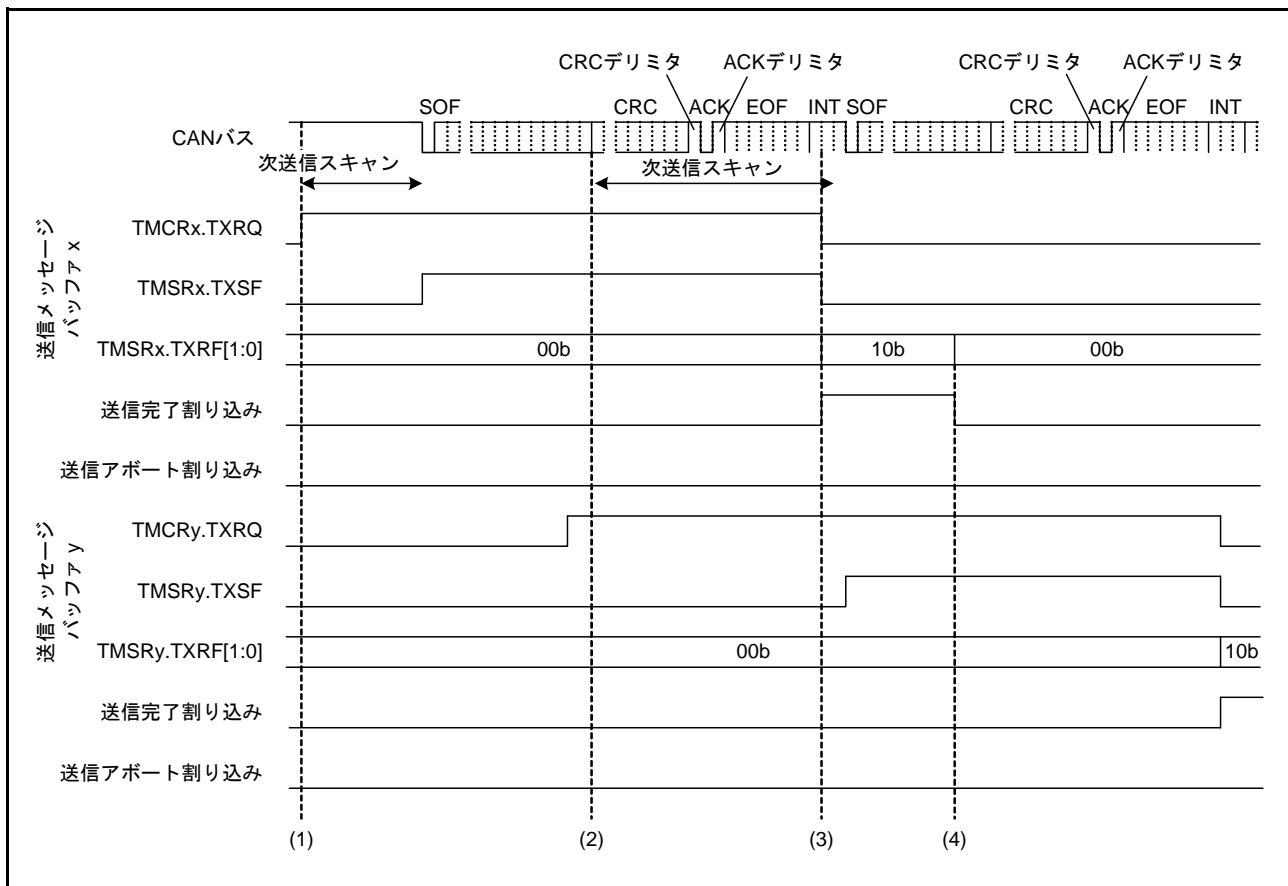 CRCデリミタ ACKデリミタ CRCデリミタ ACKデリミタ
SOF CRC ACK EOF INT SOF CRC ACK EOF INT
CANバス
次送信スキャン 次送信スキャン
送信メッセージ
バッファ x
TMCRx.TXRQ
TMSRx.TXSF
TMSRx.TXRF[1:0] 00b 10b 00b
送信完了割り込み
送信アボート割り込み
送信メッセージ
バッファ y
TMCRy.TXRQ
TMSRy.TXSF
TMSRy.TXRF[1:0] 00b 10b
送信完了割り込み
送信アボート割り込み
(1) (2) (3) (4)